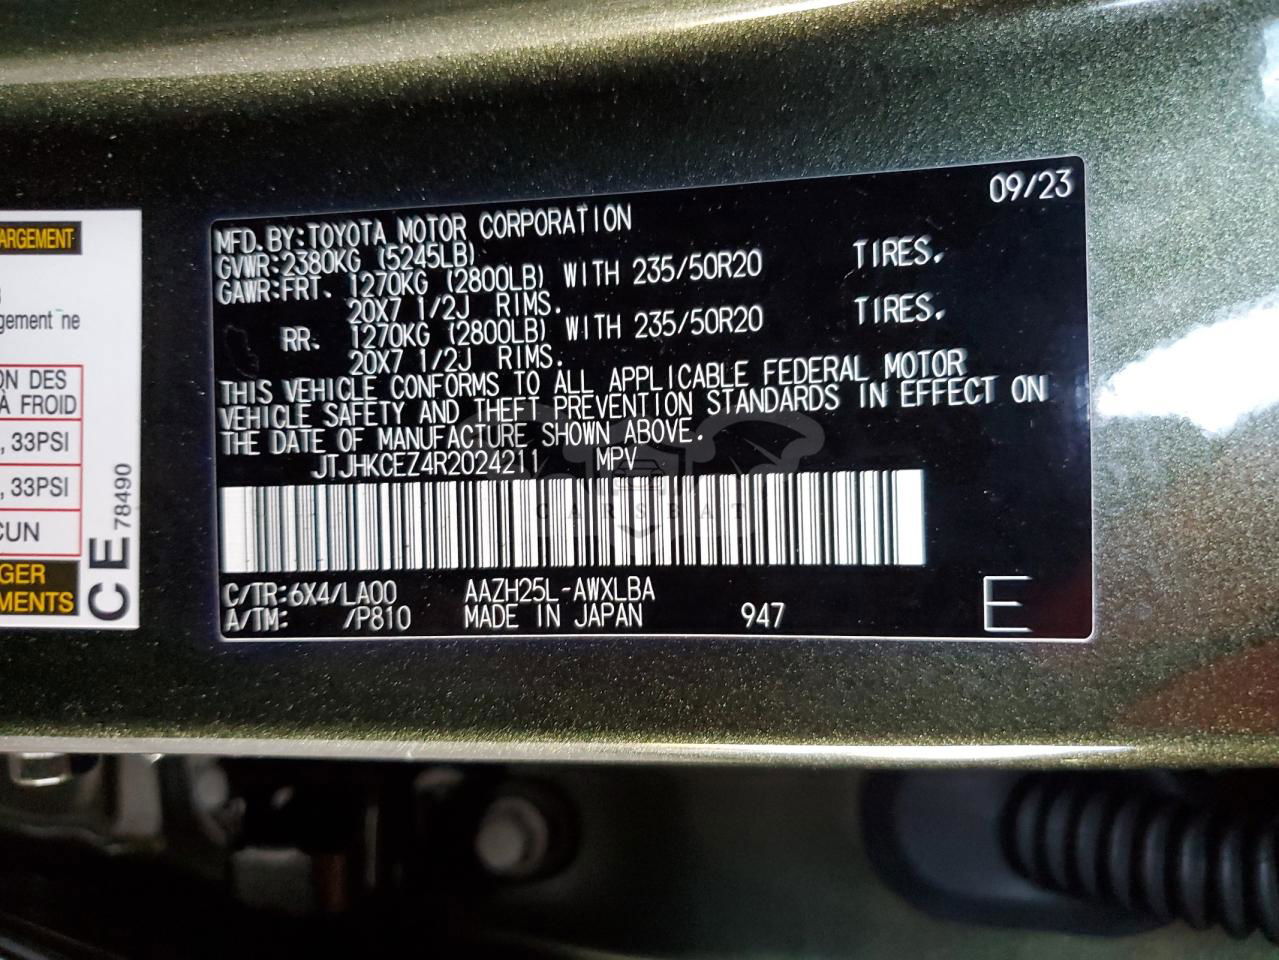 ARGEMENT
gement ne
ON DES
À FROID
, 33PSI
, 33PSI
CUN
GER
MENTS
CE 78490
09/23
MFD.BY:TOYOTA MOTOR CORPORATION
GVWR:2380KG (5245LB)
GAWR:FRT. 1270KG (2800LB) WITH 235/50R20 TIRES.
20X7 1/2J RIMS.
RR. 1270KG (2800LB) WITH 235/50R20 TIRES.
20X7 1/2J RIMS.
THIS VEHICLE CONFORMS TO ALL APPLICABLE FEDERAL MOTOR
VEHICLE SAFETY AND THEFT PREVENTION STANDARDS IN EFFECT ON
THE DATE OF MANUFACTURE SHOWN ABOVE.
JTJHKCEZ4R2024211 MPV
CARSBAT
C/TR:6X4/LA00 AAZH25L-AWXLBA
A/TM: /P810 MADE IN JAPAN 947 E